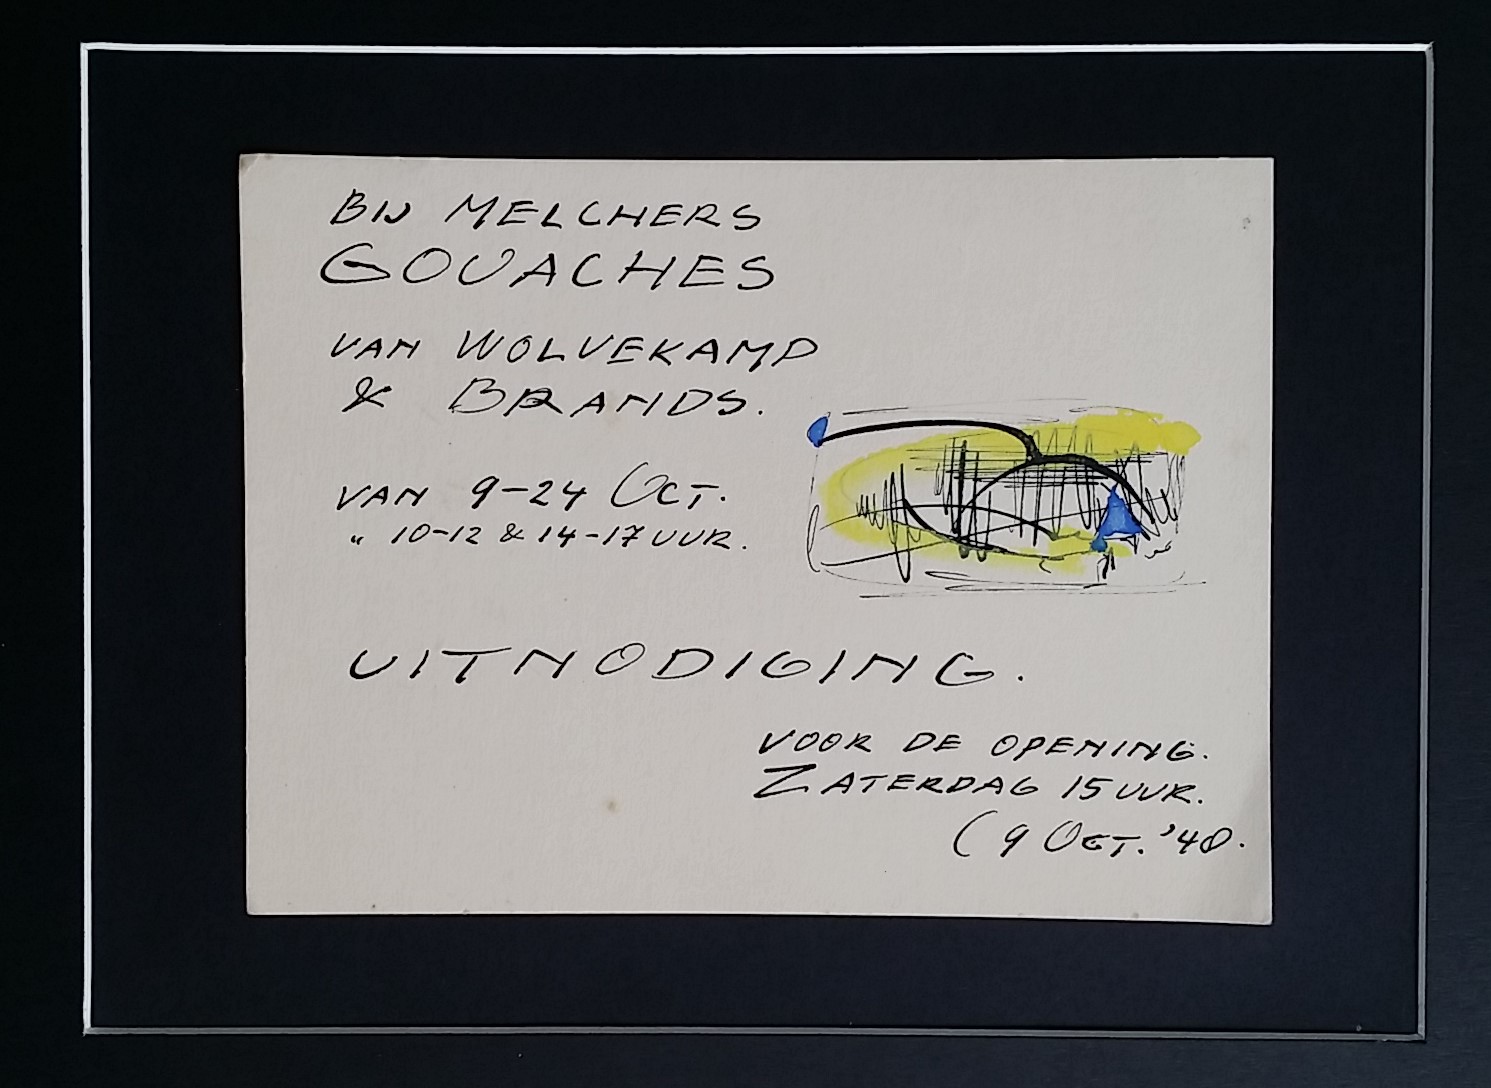 BIJ MELCHERS
GOUACHES
VAN WOLVEKAMP
& BRANDS.
VAN 9-24 OCT.
" 10-12 & 14-17 UUR.
UITNODIGING.
VOOR DE OPENING.
ZATERDAG 15 UUR.
(9 OCT. '48.